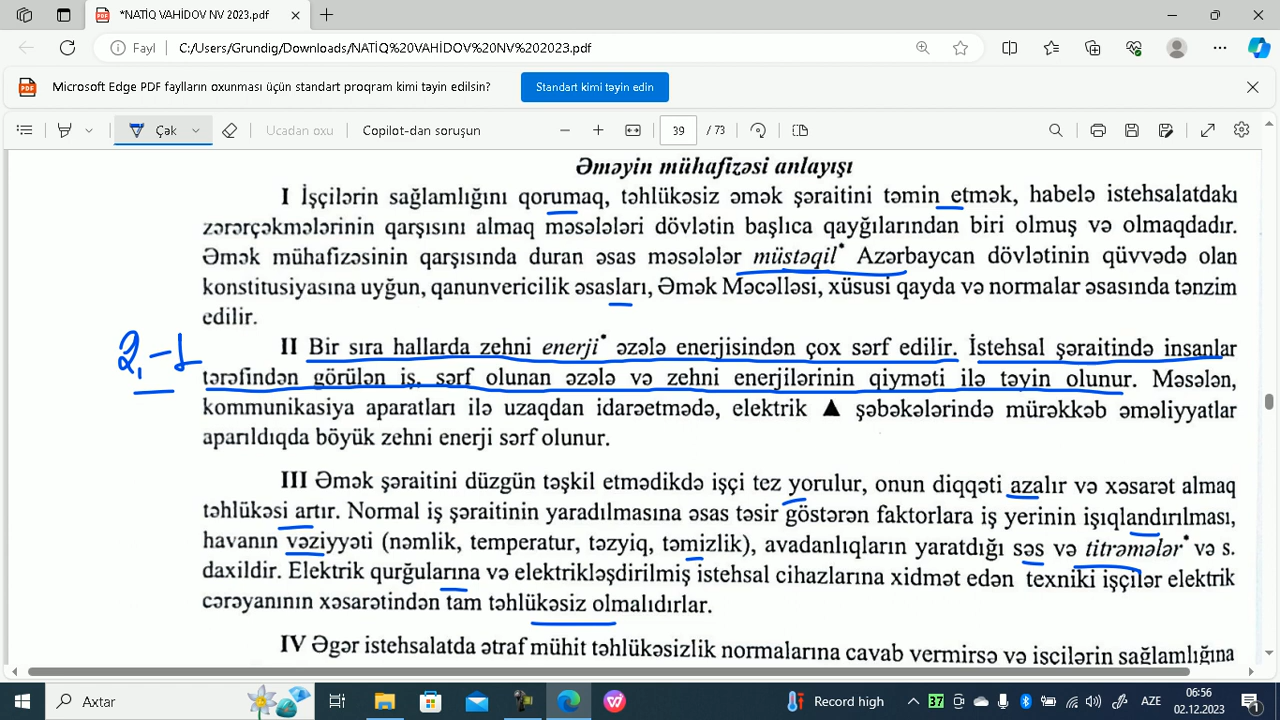 *NATİQ VAHİDOV NV 2023.pdf
Fayl C:/Users/Grundig/Downloads/NATİQ%20VAHİDOV%20NV%202023.pdf
Microsoft Edge PDF faylların oxunması üçün standart proqram kimi təyin edilsin? Standart kimi təyin edin
Çək Ucadan oxu Copilot-dan soruşun 39 / 73
Əməyin mühafizəsi anlayışı
I İşçilərin sağlamlığını qorumaq, təhlükəsiz əmək şəraitini təmin etmək, habelə istehsalatdakı
zərərçəkmələrinin qarşısını almaq məsələləri dövlətin başlıca qayğılarından biri olmuş və olmaqdadır.
Əmək mühafizəsinin qarşısında duran əsas məsələlər müstəqil* Azərbaycan dövlətinin qüvvədə olan
konstitusiyasına uyğun, qanunvericilik əsasları, Əmək Məcəlləsi, xüsusi qayda və normalar əsasında tənzim
edilir.
2, -1
II Bir sıra hallarda zehni enerji* əzələ enerjisindən çox sərf edilir. İstehsal şəraitində insanlar
tərəfindən görülən iş, sərf olunan əzələ və zehni enerjilərinin qiyməti ilə təyin olunur. Məsələn,
kommunikasiya aparatları ilə uzaqdan idarəetmədə, elektrik ▲ şəbəkələrində mürəkkəb əməliyyatlar
aparıldıqda böyük zehni enerji sərf olunur.
III Əmək şəraitini düzgün təşkil etmədikdə işçi tez yorulur, onun diqqəti azalır və xəsarət almaq
təhlükəsi artır. Normal iş şəraitinin yaradılmasına əsas təsir göstərən faktorlara iş yerinin işıqlandırılması,
havanın vəziyyəti (nəmlik, temperatur, təzyiq, təmizlik), avadanlıqların yaratdığı səs və titrəmələr* və s.
daxildir. Elektrik qurğularına və elektrikləşdirilmiş istehsal cihazlarına xidmət edən texniki işçilər elektrik
cərəyanının xəsarətindən tam təhlükəsiz olmalıdırlar.
IV Əgər istehsalatda ətraf mühit təhlükəsizlik normalarına cavab vermirsə və işçilərin sağlamlığına
Axtar Record high 37 AZE 06:56
02.12.2023 1